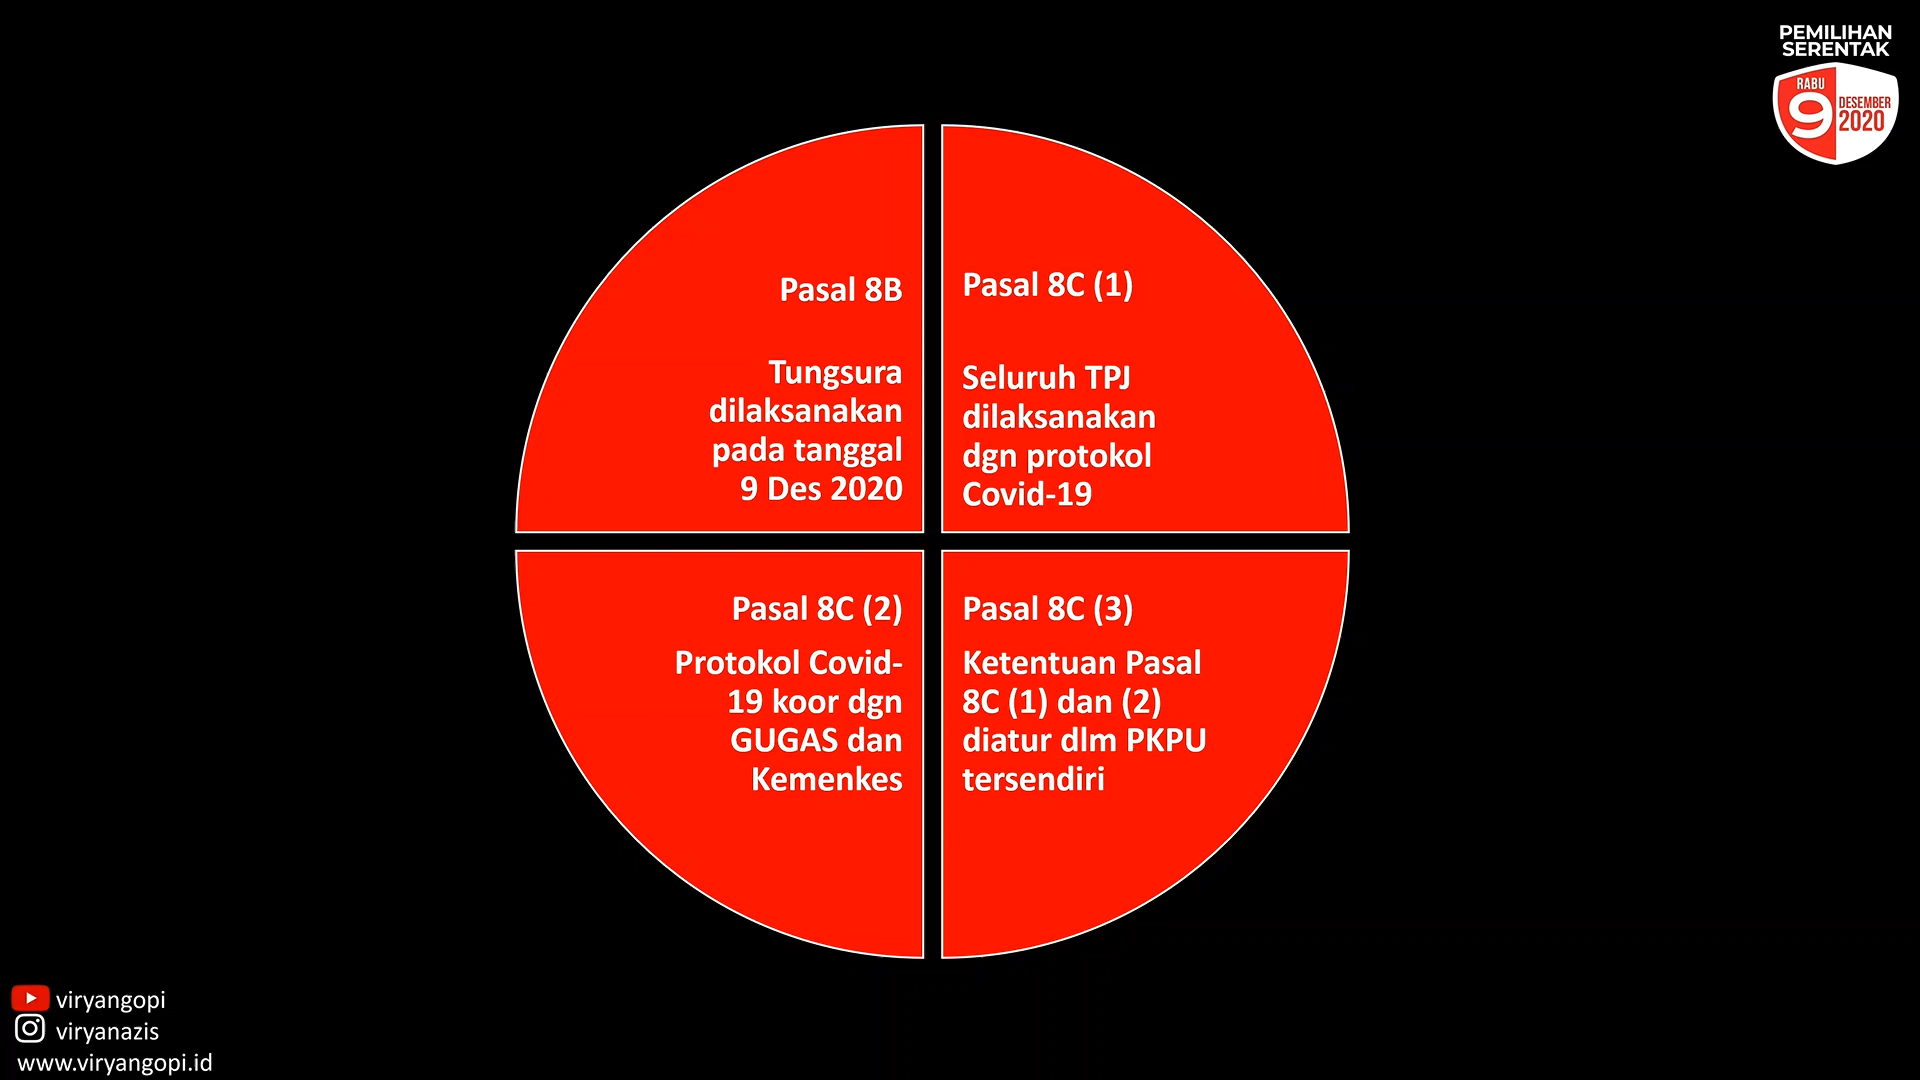 PEMILIHAN
SERENTAK
RABU
9
DESEMBER
2020
Pasal 8B
Tungsura
dilaksanakan
pada tanggal
9 Des 2020
Pasal 8C (1)
Seluruh TPJ
dilaksanakan
dgn protokol
Covid-19
Pasal 8C (2)
Protokol Covid-
19 koor dgn
GUGAS dan
Kemenkes
Pasal 8C (3)
Ketentuan Pasal
8C (1) dan (2)
diatur dlm PKPU
tersendiri
viryangopi
viryanazis
www.viryangopi.id